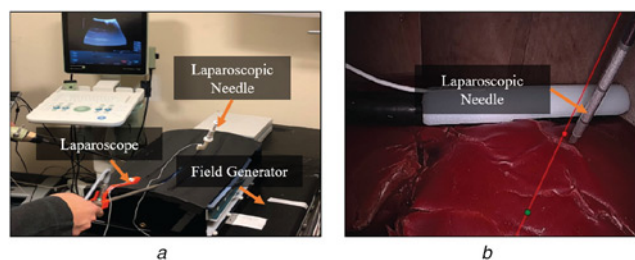 Laparoscopic
Needle
Laparoscope
Field Generator
a
Laparoscopic
Needle
b